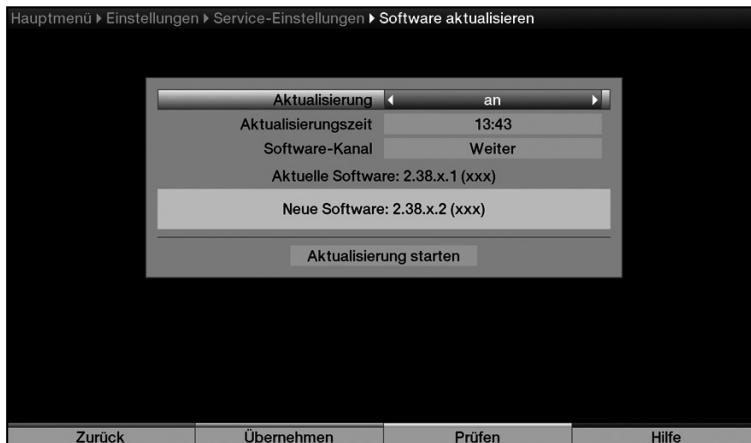 Hauptmenü ▸ Einstellungen ▸ Service-Einstellungen ▸ Software aktualisieren
Aktualisierung ◂ an ▸
Aktualisierungszeit 13:43
Software-Kanal Weiter
Aktuelle Software: 2.38.x.1 (xxx)
Neue Software: 2.38.x.2 (xxx)
Aktualisierung starten
Zurück Übernehmen Prüfen Hilfe